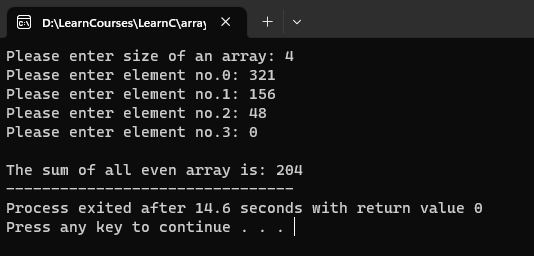 D:\LearnCourses\LearnC\array
Please enter size of an array: 4
Please enter element no.0: 321
Please enter element no.1: 156
Please enter element no.2: 48
Please enter element no.3: 0
The sum of all even array is: 204
--------------------------------
Process exited after 14.6 seconds with return value 0
Press any key to continue . . .